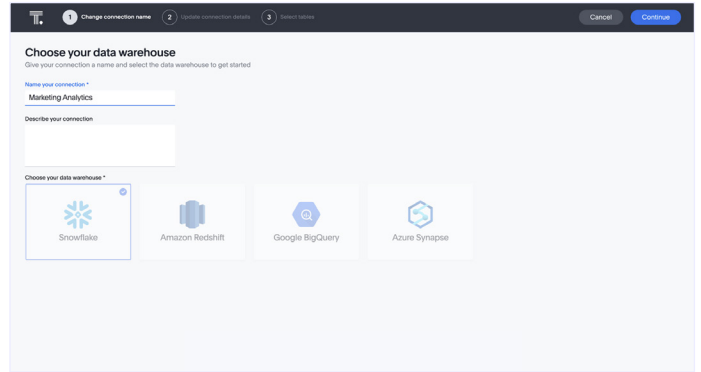 T.
1 Change connection name 2 Update connection details 3 Select tables Cancel Continue
Choose your data warehouse
Give your connection a name and select the data warehouse to get started
Name your connection *
Marketing Analytics
Describe your connection
Choose your data warehouse *
Snowflake Amazon Redshift Google BigQuery Azure Synapse